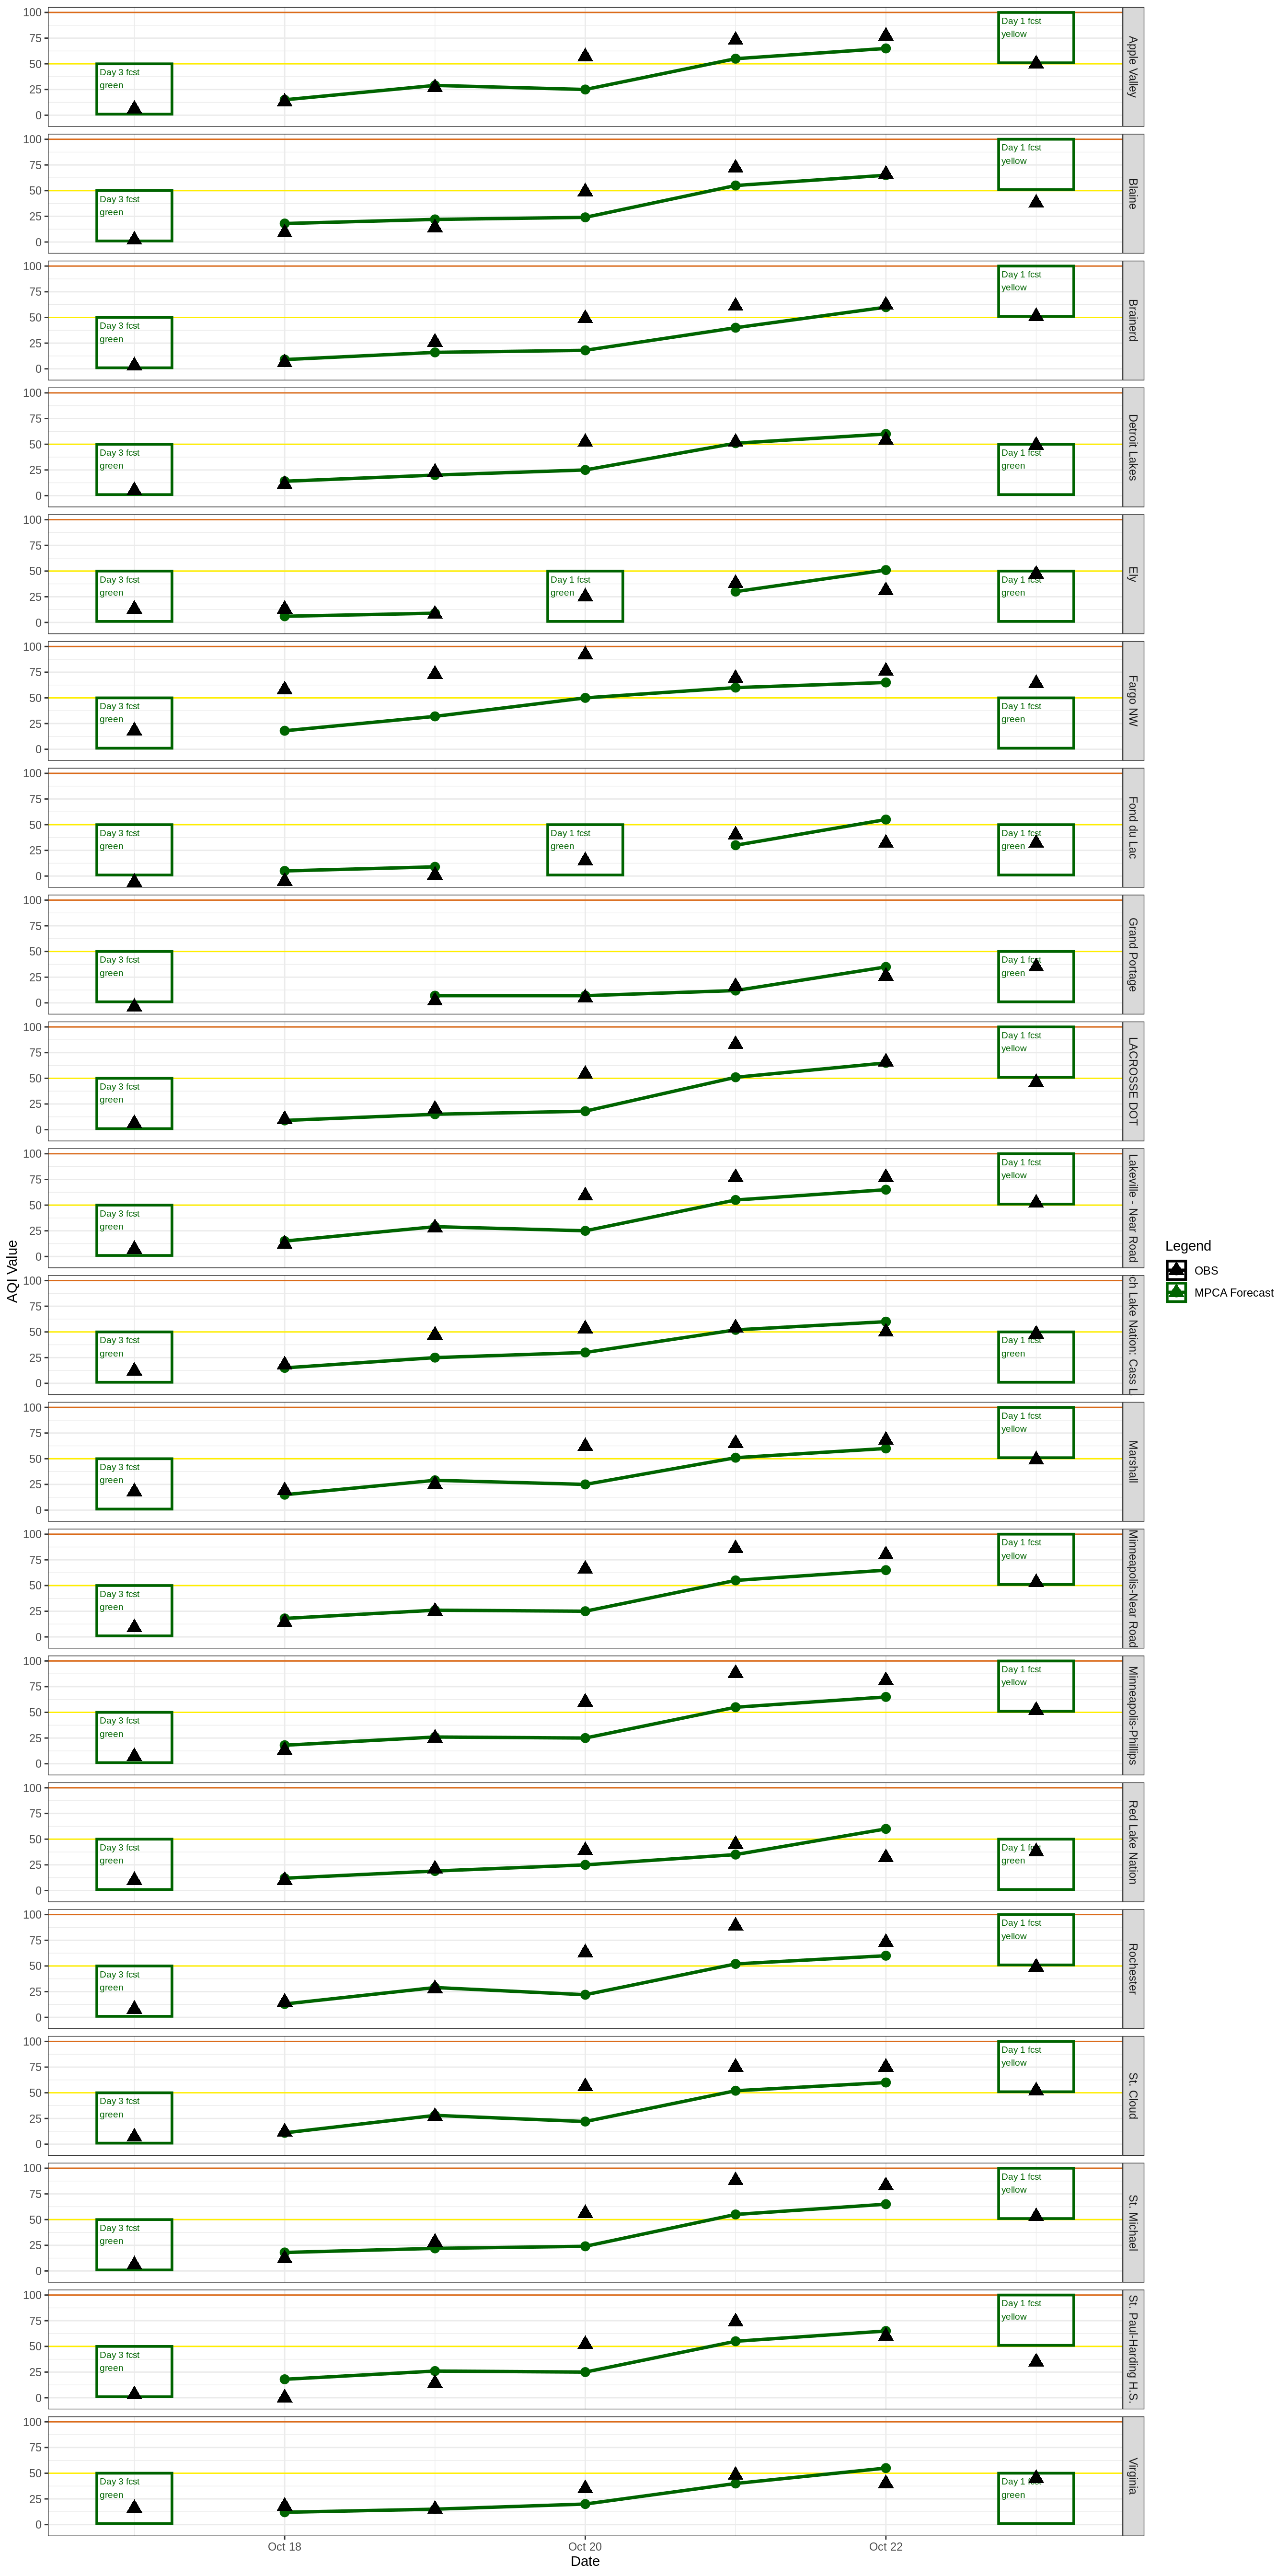 100
75
50
25
0
Day 3 fcst
green
Day 1 fcst
yellow
Apple Valley
100
75
50
25
0
Day 3 fcst
green
Day 1 fcst
yellow
Blaine
100
75
50
25
0
Day 3 fcst
green
Day 1 fcst
yellow
Brainerd
100
75
50
25
0
Day 3 fcst
green
Day 1 fcst
green
Detroit Lakes
100
75
50
25
0
Day 3 fcst
green
Day 1 fcst
green
Day 1 fcst
green
Ely
100
75
50
25
0
Day 3 fcst
green
Day 1 fcst
green
Fargo NW
100
75
50
25
0
Day 3 fcst
green
Day 1 fcst
green
Day 1 fcst
green
Fond du Lac
100
75
50
25
0
Day 3 fcst
green
Day 1 fcst
green
Grand Portage
100
75
50
25
0
Day 3 fcst
green
Day 1 fcst
yellow
LACROSSE DOT
100
75
50
25
0
Day 3 fcst
green
Day 1 fcst
yellow
Lakeville - Near Road
100
75
50
25
0
Day 3 fcst
green
Day 1 fcst
green
ch Lake Nation: Cass L
100
75
50
25
0
Day 3 fcst
green
Day 1 fcst
yellow
Marshall
100
75
50
25
0
Day 3 fcst
green
Day 1 fcst
yellow
Minneapolis-Near Road
100
75
50
25
0
Day 3 fcst
green
Day 1 fcst
yellow
Minneapolis-Phillips
100
75
50
25
0
Day 3 fcst
green
Day 1 fcst
green
Red Lake Nation
100
75
50
25
0
Day 3 fcst
green
Day 1 fcst
yellow
Rochester
100
75
50
25
0
Day 3 fcst
green
Day 1 fcst
yellow
St. Cloud
100
75
50
25
0
Day 3 fcst
green
Day 1 fcst
yellow
St. Michael
100
75
50
25
0
Day 3 fcst
green
Day 1 fcst
yellow
St. Paul-Harding H.S.
100
75
50
25
0
Day 3 fcst
green
Day 1 fcst
green
Virginia
Oct 18
Oct 20
Oct 22
Date
AQI Value
Legend
OBS
MPCA Forecast